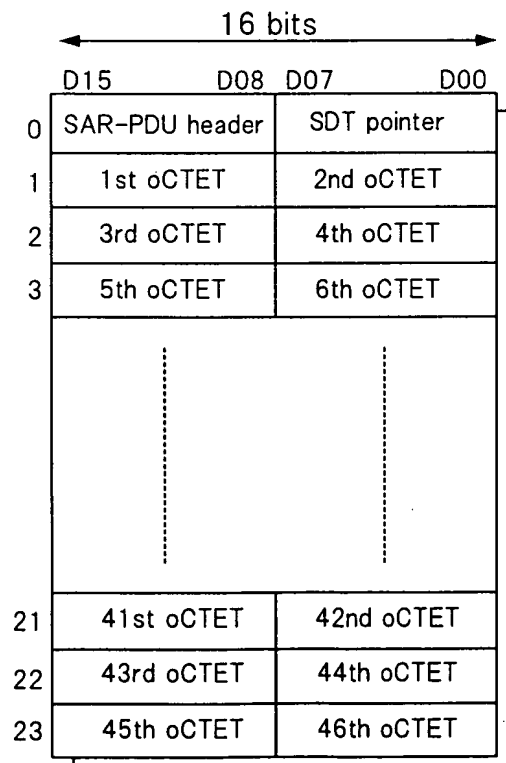 16 bits
D15 D08 D07 D00
0 SAR-PDU header SDT pointer
1 1st oCTET 2nd oCTET
2 3rd oCTET 4th oCTET
3 5th oCTET 6th oCTET
21 41st oCTET 42nd oCTET
22 43rd oCTET 44th oCTET
23 45th oCTET 46th oCTET